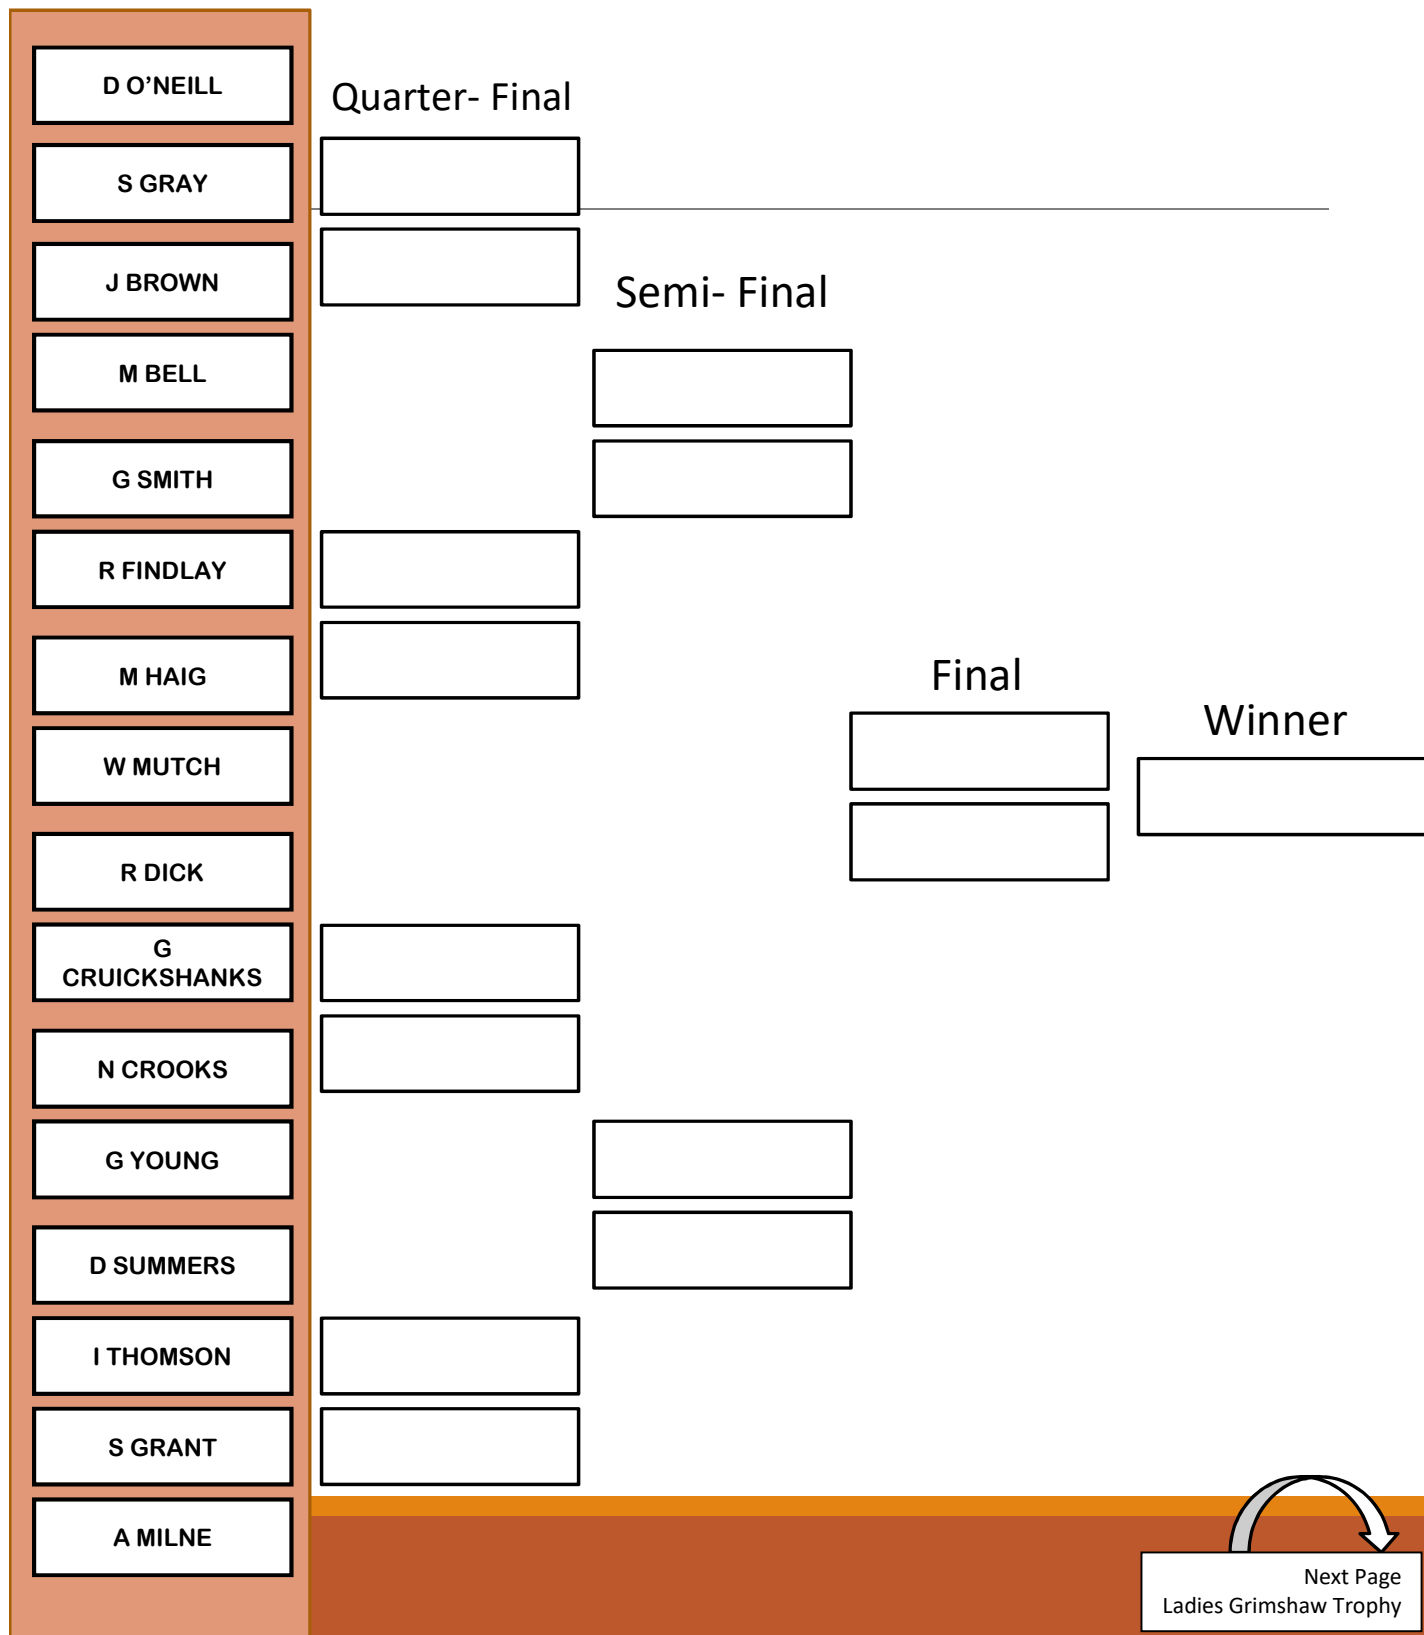 D O’NEILL
Quarter- Final
S GRAY
J BROWN
Semi- Final
M BELL
G SMITH
R FINDLAY
M HAIG
Final
Winner
W MUTCH
R DICK
G
CRUICKSHANKS
N CROOKS
G YOUNG
D SUMMERS
I THOMSON
S GRANT
A MILNE
Next Page
Ladies Grimshaw Trophy